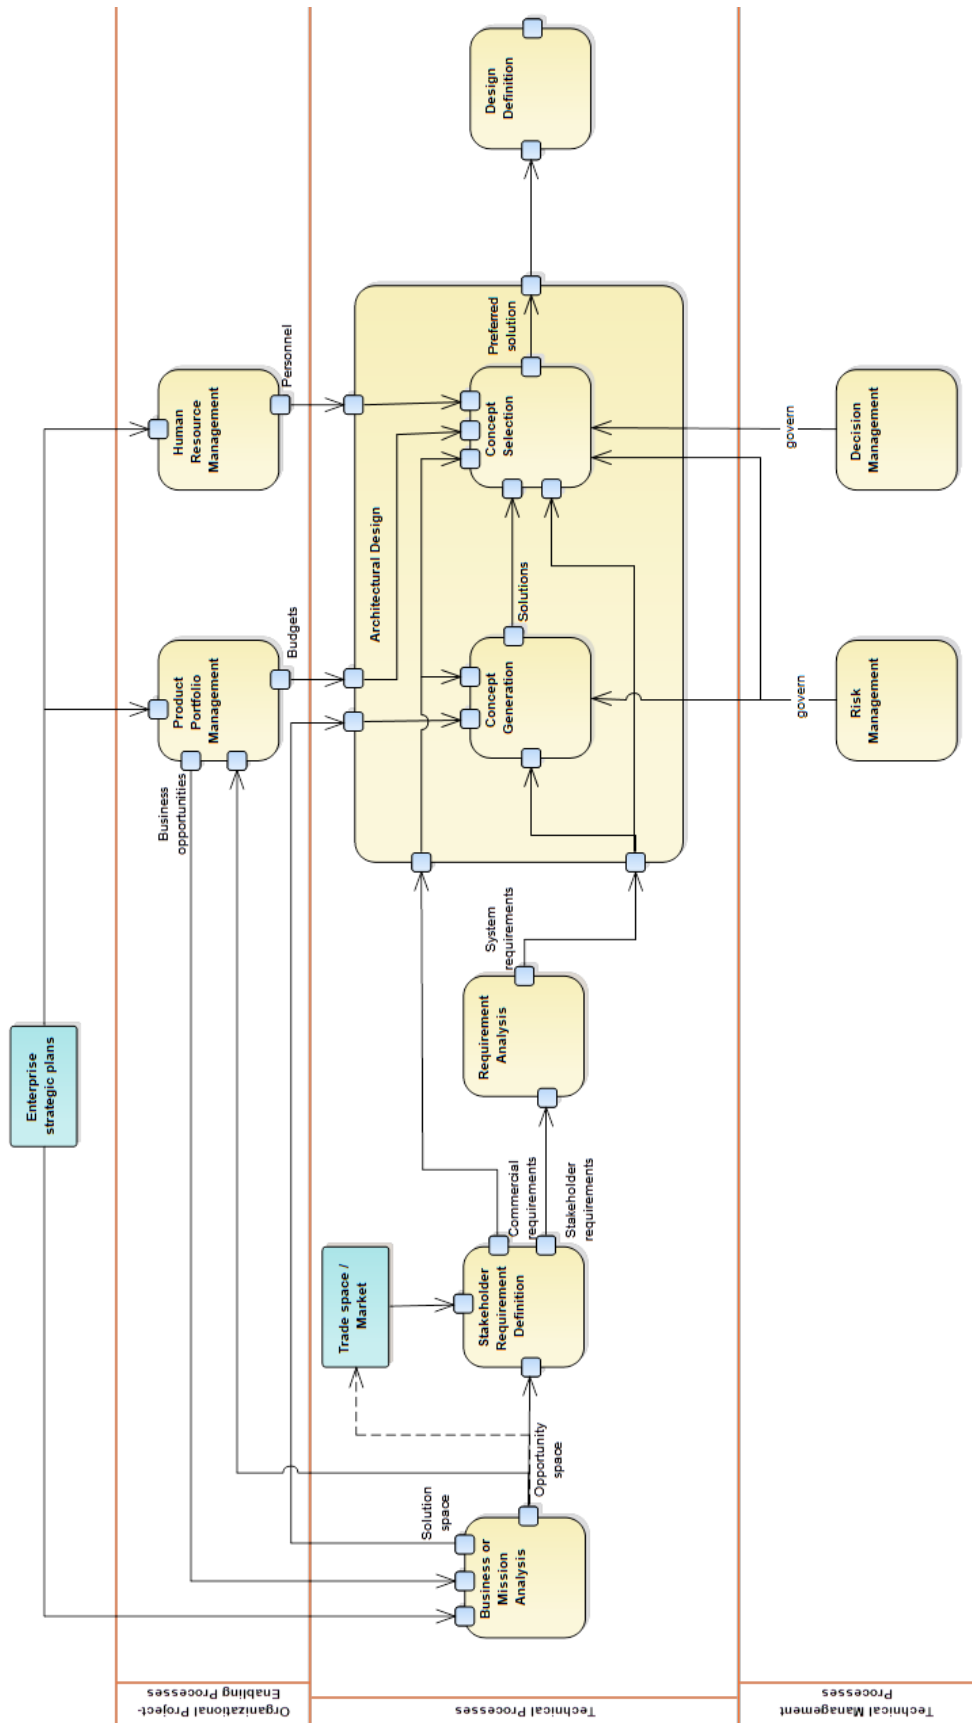 Enterprise
strategic plans
Organizational Project-
Enabling Processes
Product
Portfolio
Management
Human
Resource
Management
Business
opportunities
Budgets
Personnel
Technical Processes
Solution
space
Business or
Mission
Analysis
Opportunity
space
Trade space /
Market
Stakeholder
Requirement
Definition
Commercial
requirements
Stakeholder
requirements
Requirement
Analysis
System
requirements
Architectural Design
Concept
Generation
Solutions
Concept
Selection
Preferred
solution
Design
Definition
Technical Management
Processes
govern
Risk
Management
govern
Decision
Management